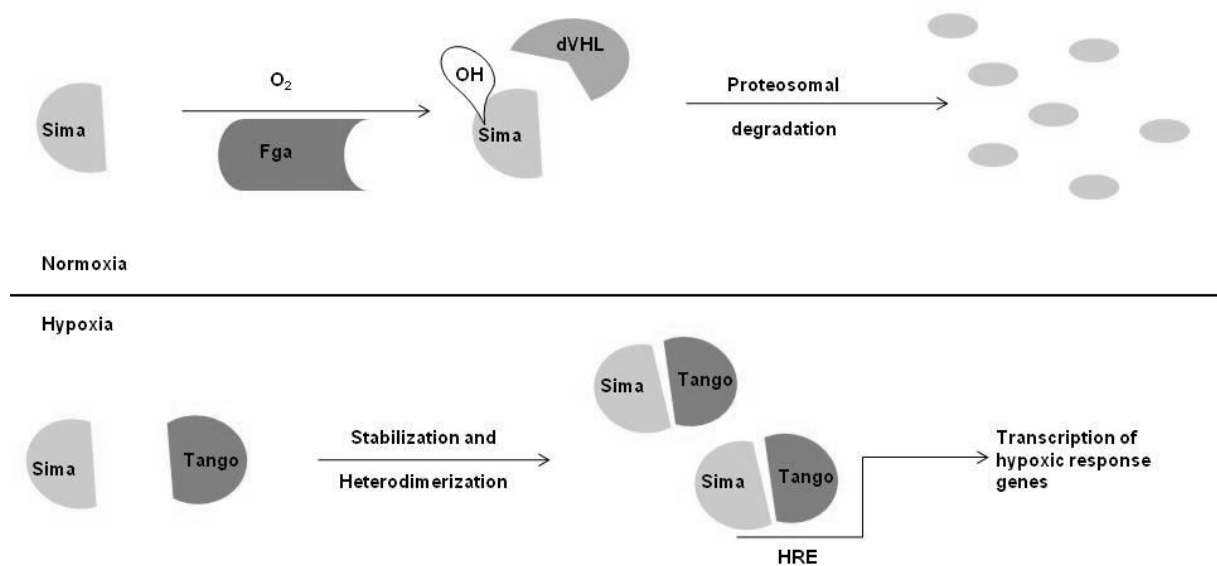 O₂
Sima
Fga
OH
dVHL
Sima
Proteosomal
degradation
Normoxia
Hypoxia
Sima
Tango
Stabilization and
Heterodimerization
Sima
Tango
Sima
Tango
HRE
Transcription of
hypoxic response
genes